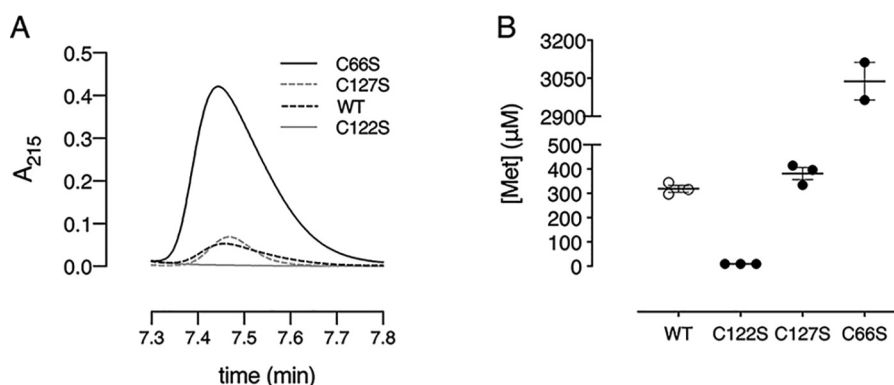 A
A215
0.5
0.4
0.3
0.2
0.1
0.0
C66S
C127S
WT
C122S
7.3 7.4 7.5 7.6 7.7 7.8
time (min)
B
[Met] (μM)
3200
3050
2900
500
400
300
200
100
0
WT C122S C127S C66S